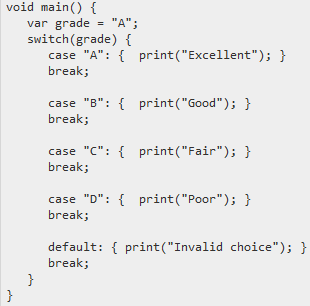 void main() {
   var grade = "A";
   switch(grade) {
      case "A": {  print("Excellent"); }
      break;

      case "B": {  print("Good"); }
      break;

      case "C": {  print("Fair"); }
      break;

      case "D": {  print("Poor"); }
      break;

      default: { print("Invalid choice"); }
      break;
   }
}